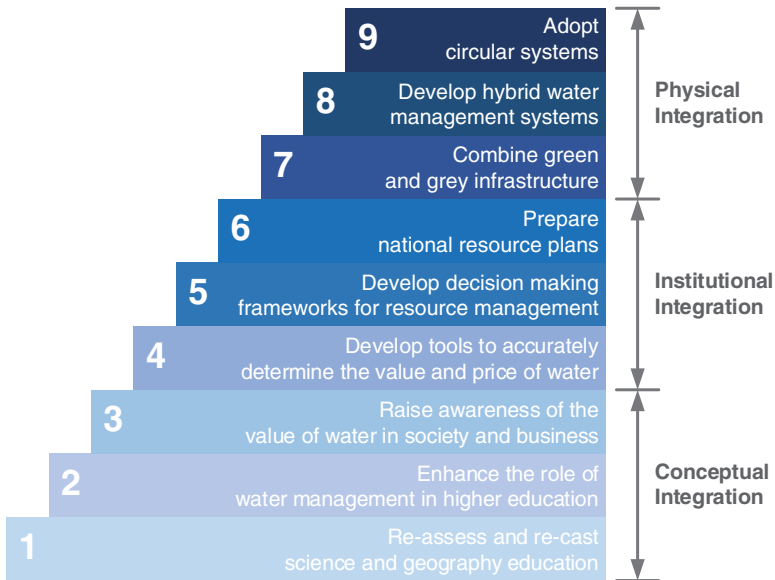 9
Adopt
circular systems
8
Develop hybrid water
management systems
7
Combine green
and grey infrastructure
Physical
Integration
6
Prepare
national resource plans
5
Develop decision making
frameworks for resource management
4
Develop tools to accurately
determine the value and price of water
Institutional
Integration
3
Raise awareness of the
value of water in society and business
2
Enhance the role of
water management in higher education
1
Re-assess and re-cast
science and geography education
Conceptual
Integration